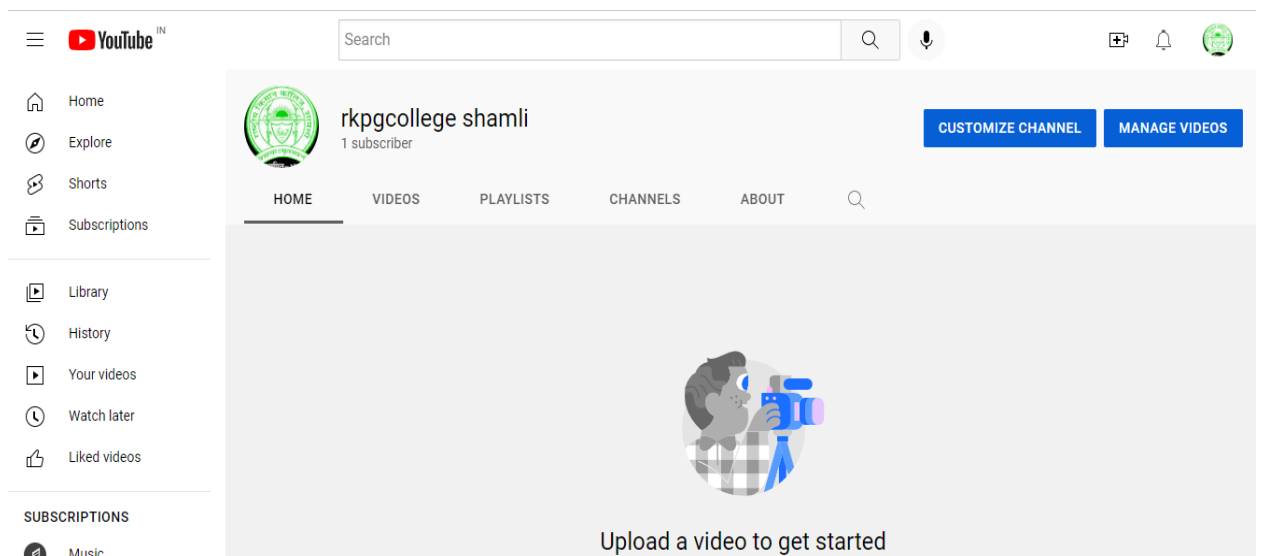 YouTube IN
Search
Home
Explore
Shorts
Subscriptions
Library
History
Your videos
Watch later
Liked videos
SUBSCRIPTIONS
Music
rkpgcollege shamli
1 subscriber
CUSTOMIZE CHANNEL
MANAGE VIDEOS
HOME VIDEOS PLAYLISTS CHANNELS ABOUT
Upload a video to get started